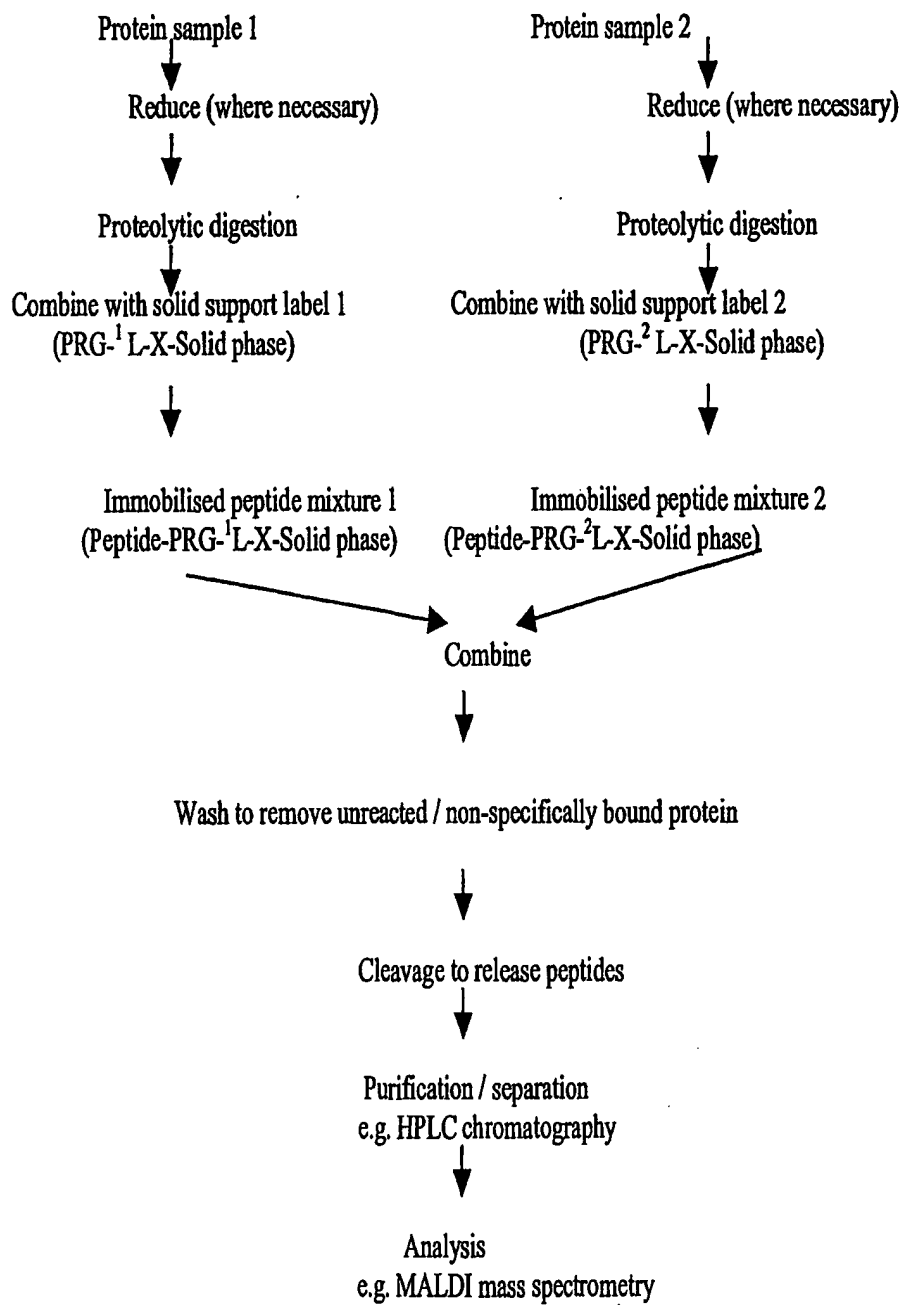 Protein sample 1
Protein sample 2
Reduce (where necessary)
Reduce (where necessary)
Proteolytic digestion
Proteolytic digestion
Combine with solid support label 1
(PRG-¹ L-X-Solid phase)
Combine with solid support label 2
(PRG-² L-X-Solid phase)
Immobilised peptide mixture 1
(Peptide-PRG-¹L-X-Solid phase)
Immobilised peptide mixture 2
(Peptide-PRG-²L-X-Solid phase)
Combine
Wash to remove unreacted / non-specifically bound protein
Cleavage to release peptides
Purification / separation
e.g. HPLC chromatography
Analysis
e.g. MALDI mass spectrometry